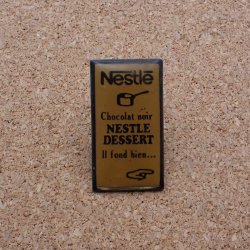 Nestlé
Chocolat noir
NESTLE
DESSERT
Il fond bien...